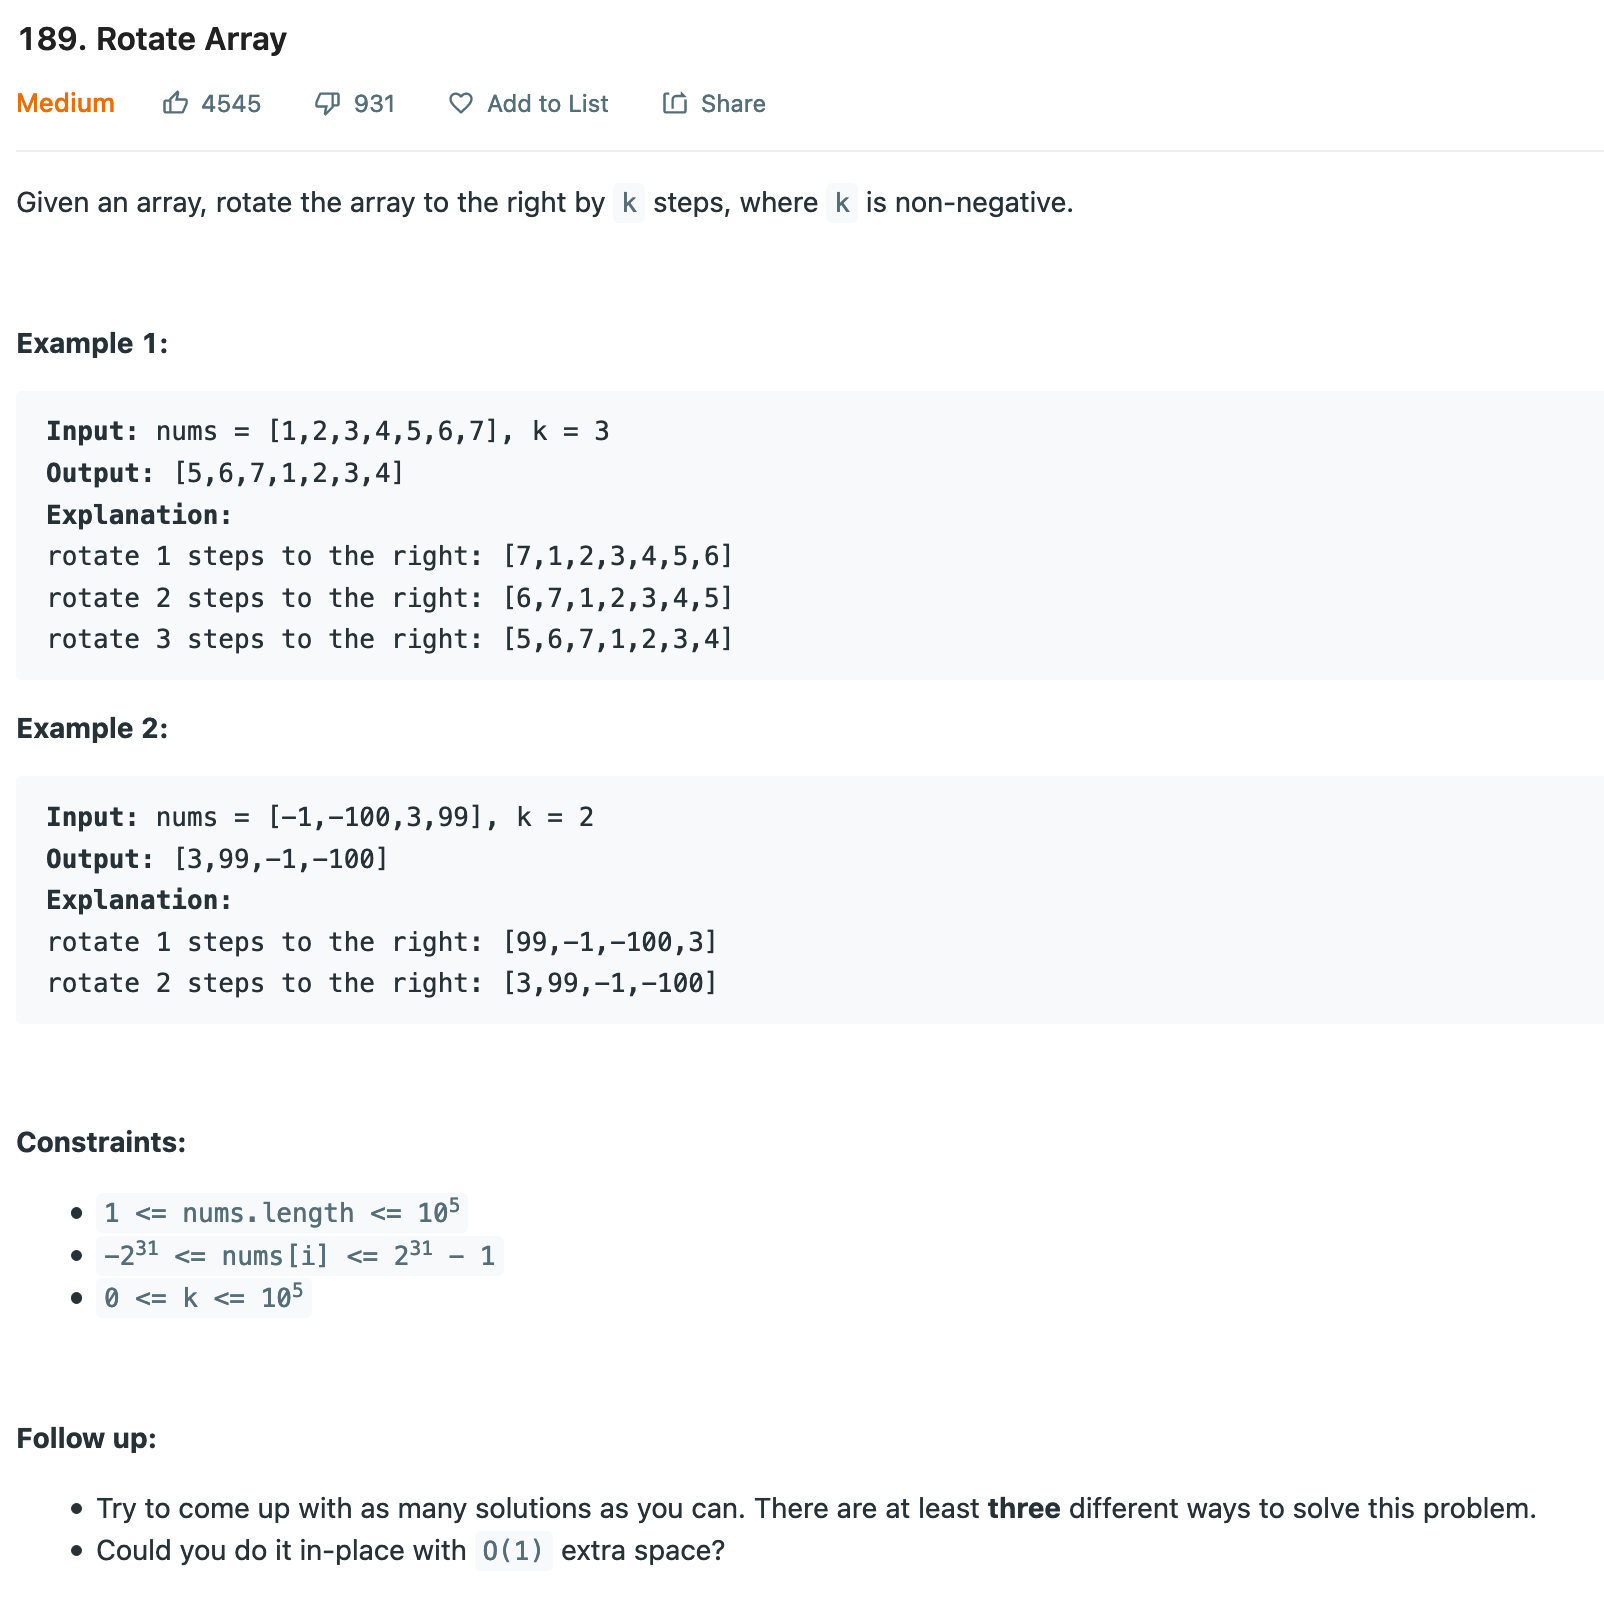 189. Rotate Array
Medium 4545 931 Add to List Share
Given an array, rotate the array to the right by k steps, where k is non-negative.
Example 1:
Input: nums = [1,2,3,4,5,6,7], k = 3
Output: [5,6,7,1,2,3,4]
Explanation:
rotate 1 steps to the right: [7,1,2,3,4,5,6]
rotate 2 steps to the right: [6,7,1,2,3,4,5]
rotate 3 steps to the right: [5,6,7,1,2,3,4]
Example 2:
Input: nums = [-1,-100,3,99], k = 2
Output: [3,99,-1,-100]
Explanation:
rotate 1 steps to the right: [99,-1,-100,3]
rotate 2 steps to the right: [3,99,-1,-100]
Constraints:
• 1 <= nums.length <= 10⁵
• -2³¹ <= nums[i] <= 2³¹ - 1
• 0 <= k <= 10⁵
Follow up:
• Try to come up with as many solutions as you can. There are at least three different ways to solve this problem.
• Could you do it in-place with O(1) extra space?